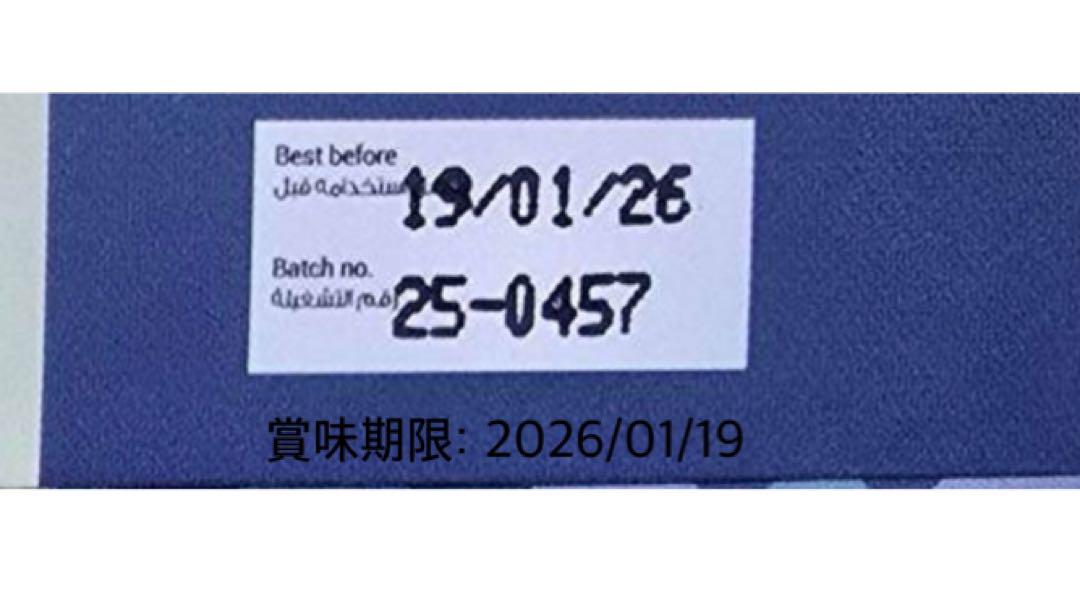 Best before
يستخدامه قبل
19/01/26
Batch no.
رقم التشغيلة
25-0457
賞味期限: 2026/01/19